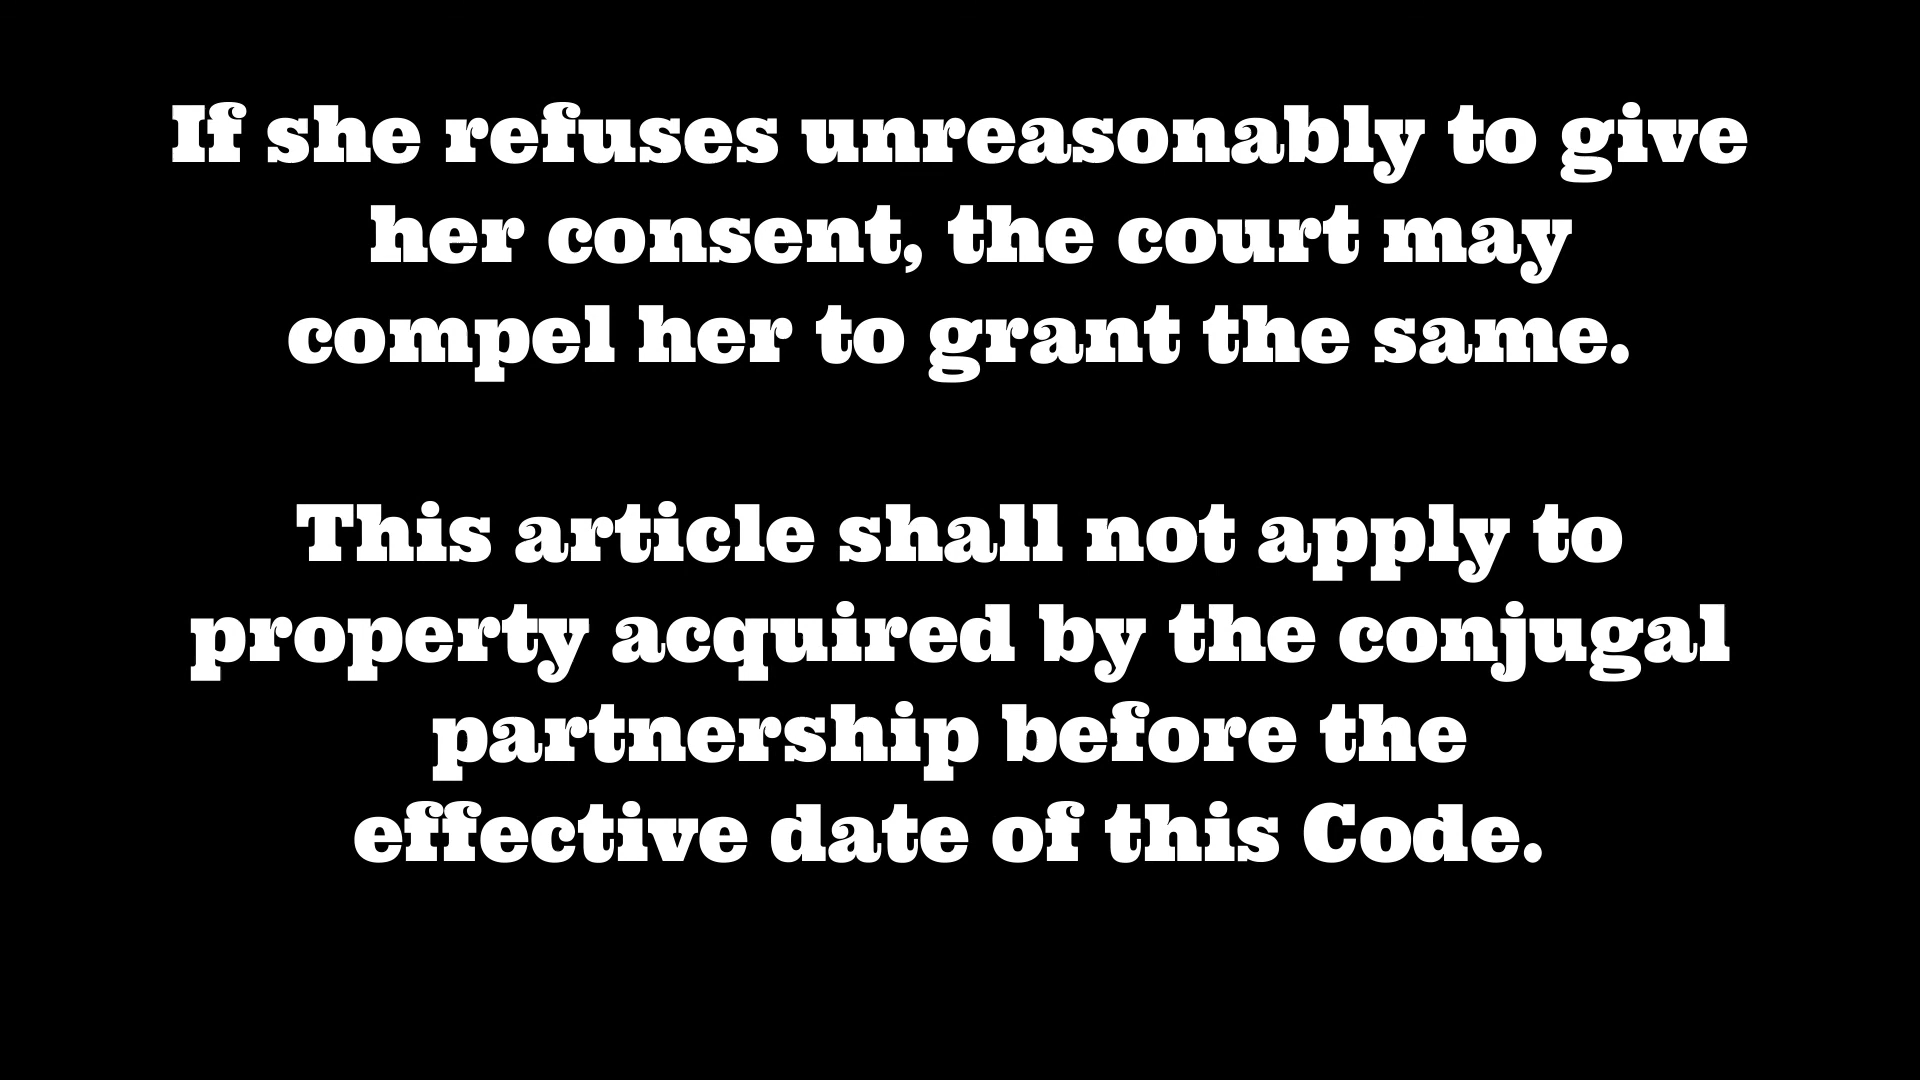 If she refuses unreasonably to give
her consent, the court may
compel her to grant the same.
This article shall not apply to
property acquired by the conjugal
partnership before the
effective date of this Code.